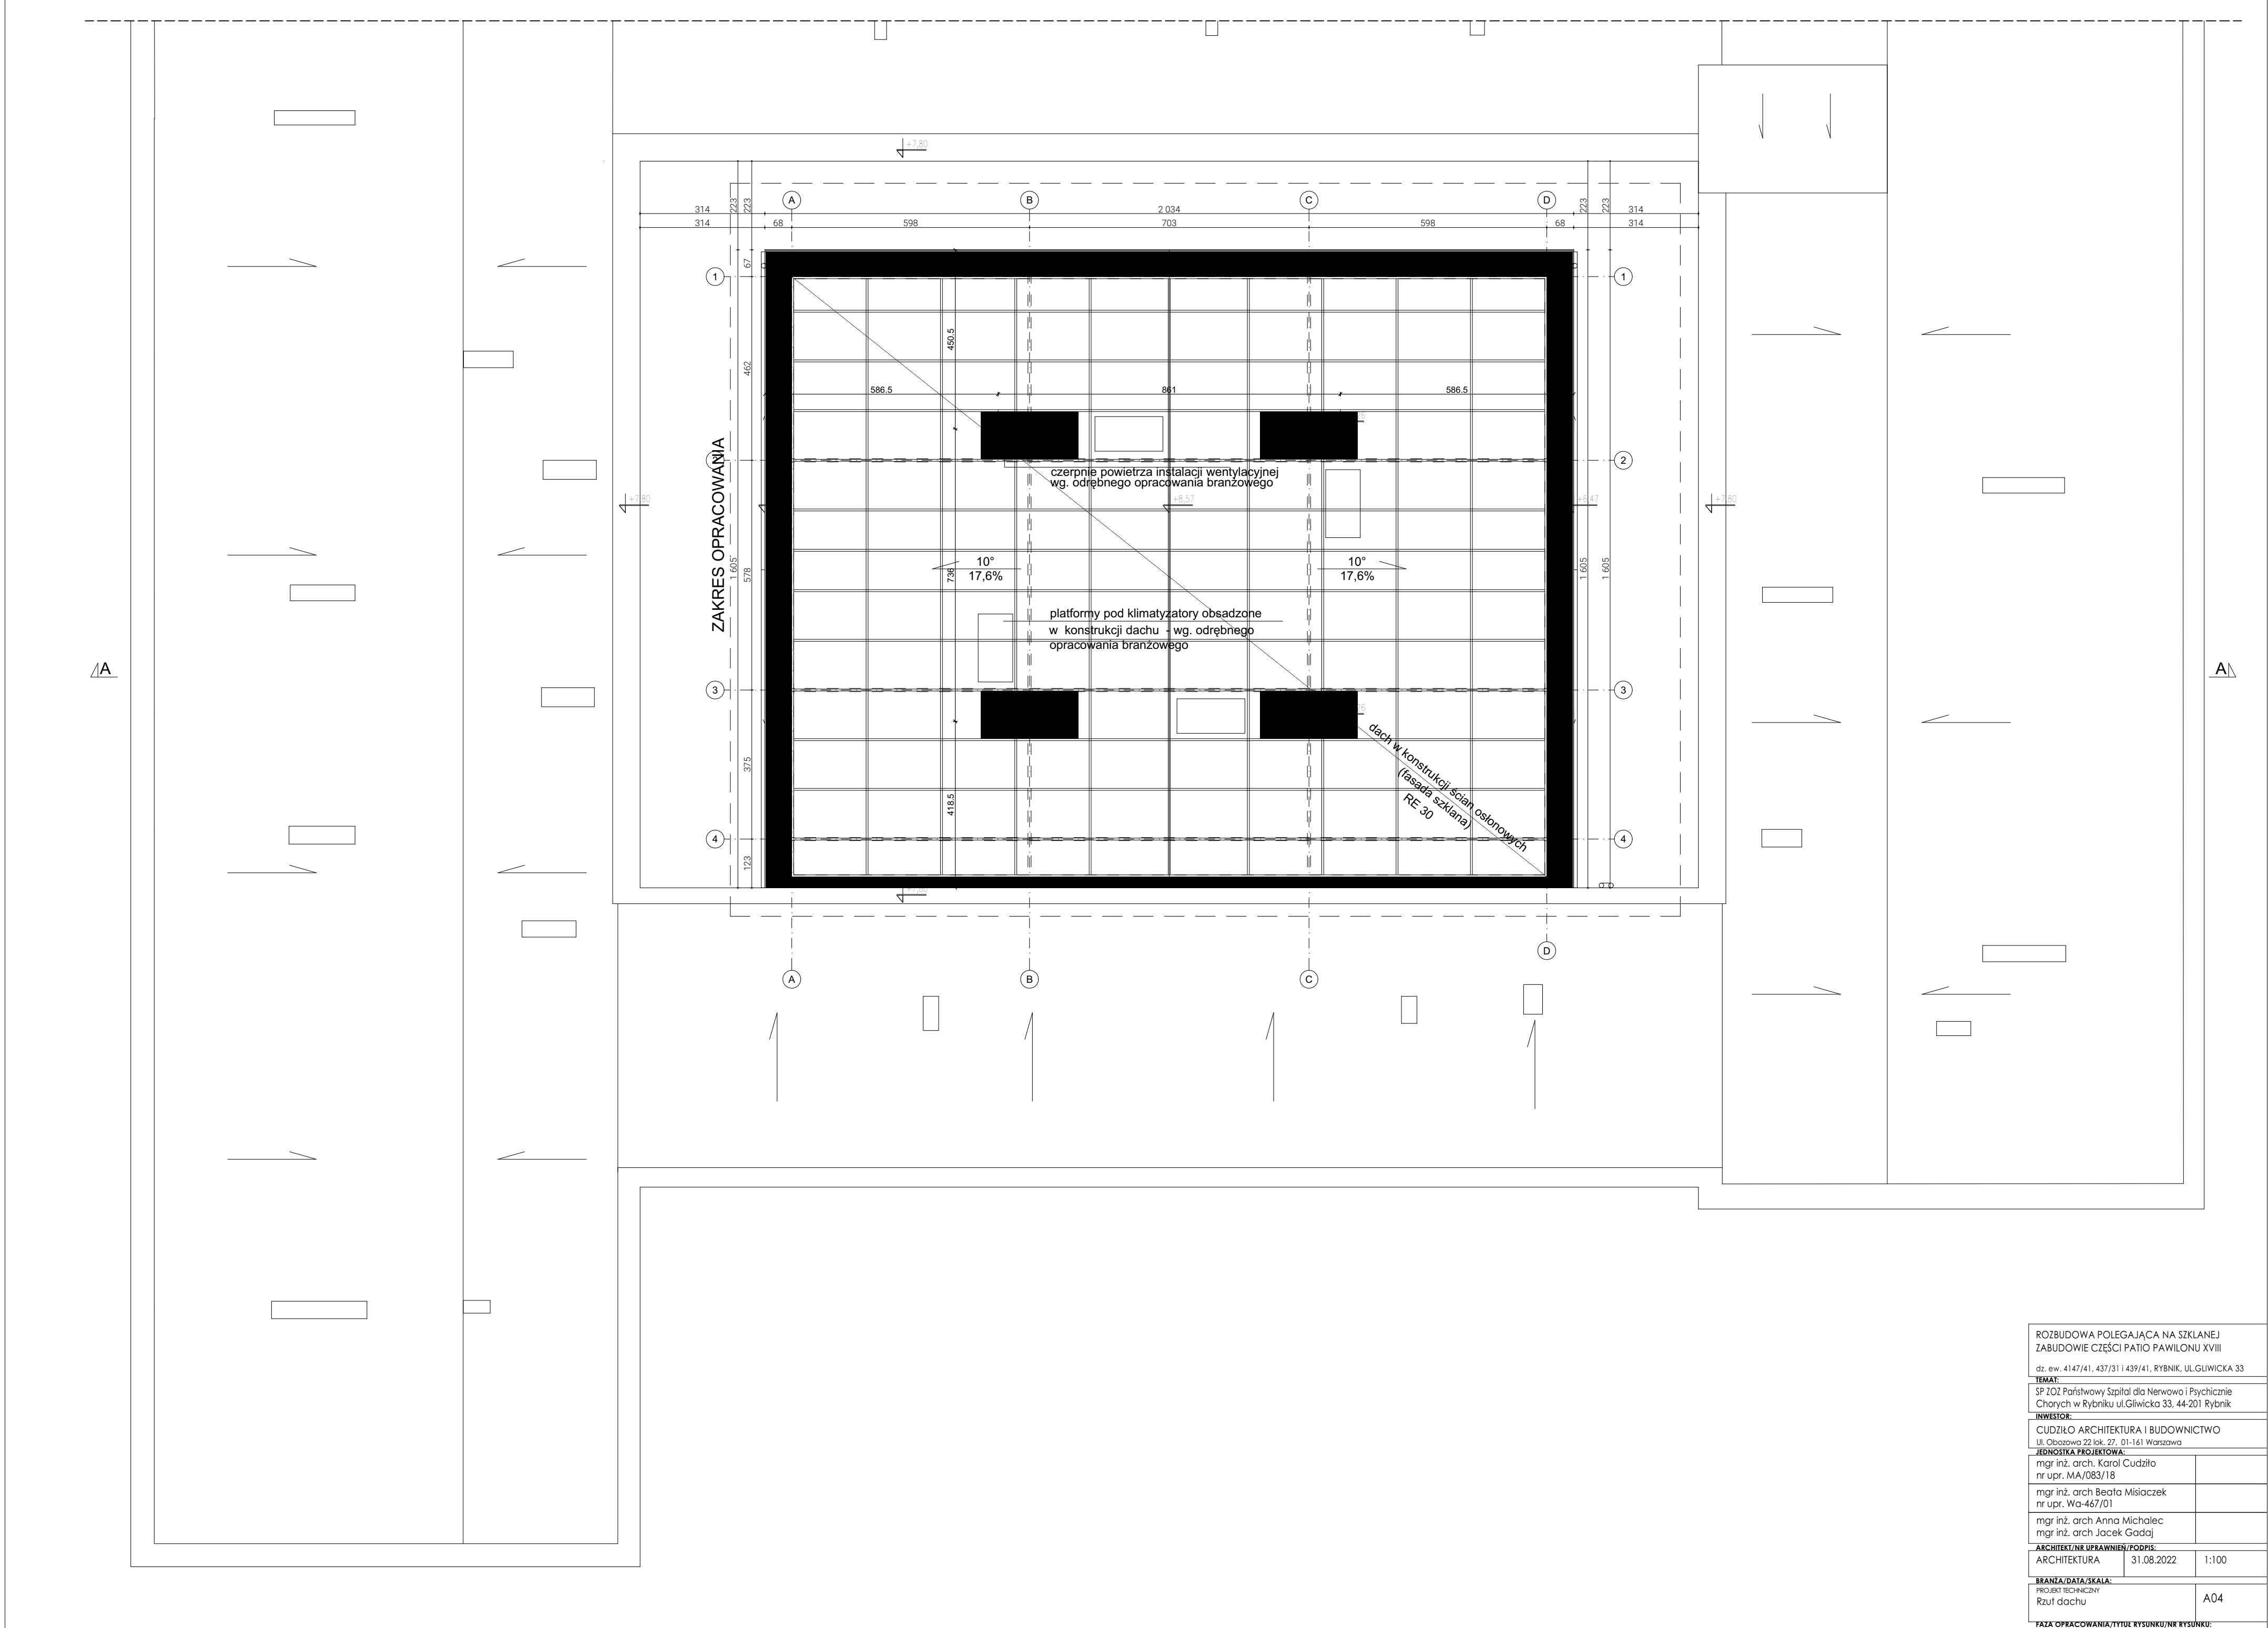 +7,80
A
B
C
D
314
223
223
2 034
223
223
314
314
68
598
703
598
68
314
67
1
1
450.5
462
586.5
861
586.5
ZAKRES OPRACOWANIA
2
czerpnie powietrza instalacji wentylacyjnej
wg. odrębnego opracowania branżowego
+7,80
+8,57
+6,47
+7,80
10°
17,6%
10°
17,6%
1 605
578
736
1 605
1 605
platformy pod klimatyzatory obsadzone
w konstrukcji dachu - wg. odrębnego
opracowania branżowego
A
A
3
3
dach w konstrukcji ścian osłonowych
(fasada szklana)
RE 30
375
418.5
4
4
123
A
B
C
D
ROZBUDOWA POLEGAJĄCA NA SZKLANEJ
ZABUDOWIE CZĘŚCI PATIO PAWILONU XVIII
dz. ew. 4147/41, 437/31 i 439/41, RYBNIK, UL.GLIWICKA 33
TEMAT:
SP ZOZ Państwowy Szpital dla Nerwowo i Psychicznie
Chorych w Rybniku ul.Gliwicka 33, 44-201 Rybnik
INWESTOR:
CUDZIŁO ARCHITEKTURA I BUDOWNICTWO
Ul. Obozowa 22 lok. 27, 01-161 Warszawa
JEDNOSTKA PROJEKTOWA:
mgr inż. arch. Karol Cudziło
nr upr. MA/083/18
mgr inż. arch Beata Misiaczek
nr upr. Wa-467/01
mgr inż. arch Anna Michalec
mgr inż. arch Jacek Gadaj
ARCHITEKT/NR UPRAWNIEŃ/PODPIS:
ARCHITEKTURA 31.08.2022 1:100
BRANŻA/DATA/SKALA:
PROJEKT TECHNICZNY
Rzut dachu A04
FAZA OPRACOWANIA/TYTUŁ RYSUNKU/NR RYSUNKU: